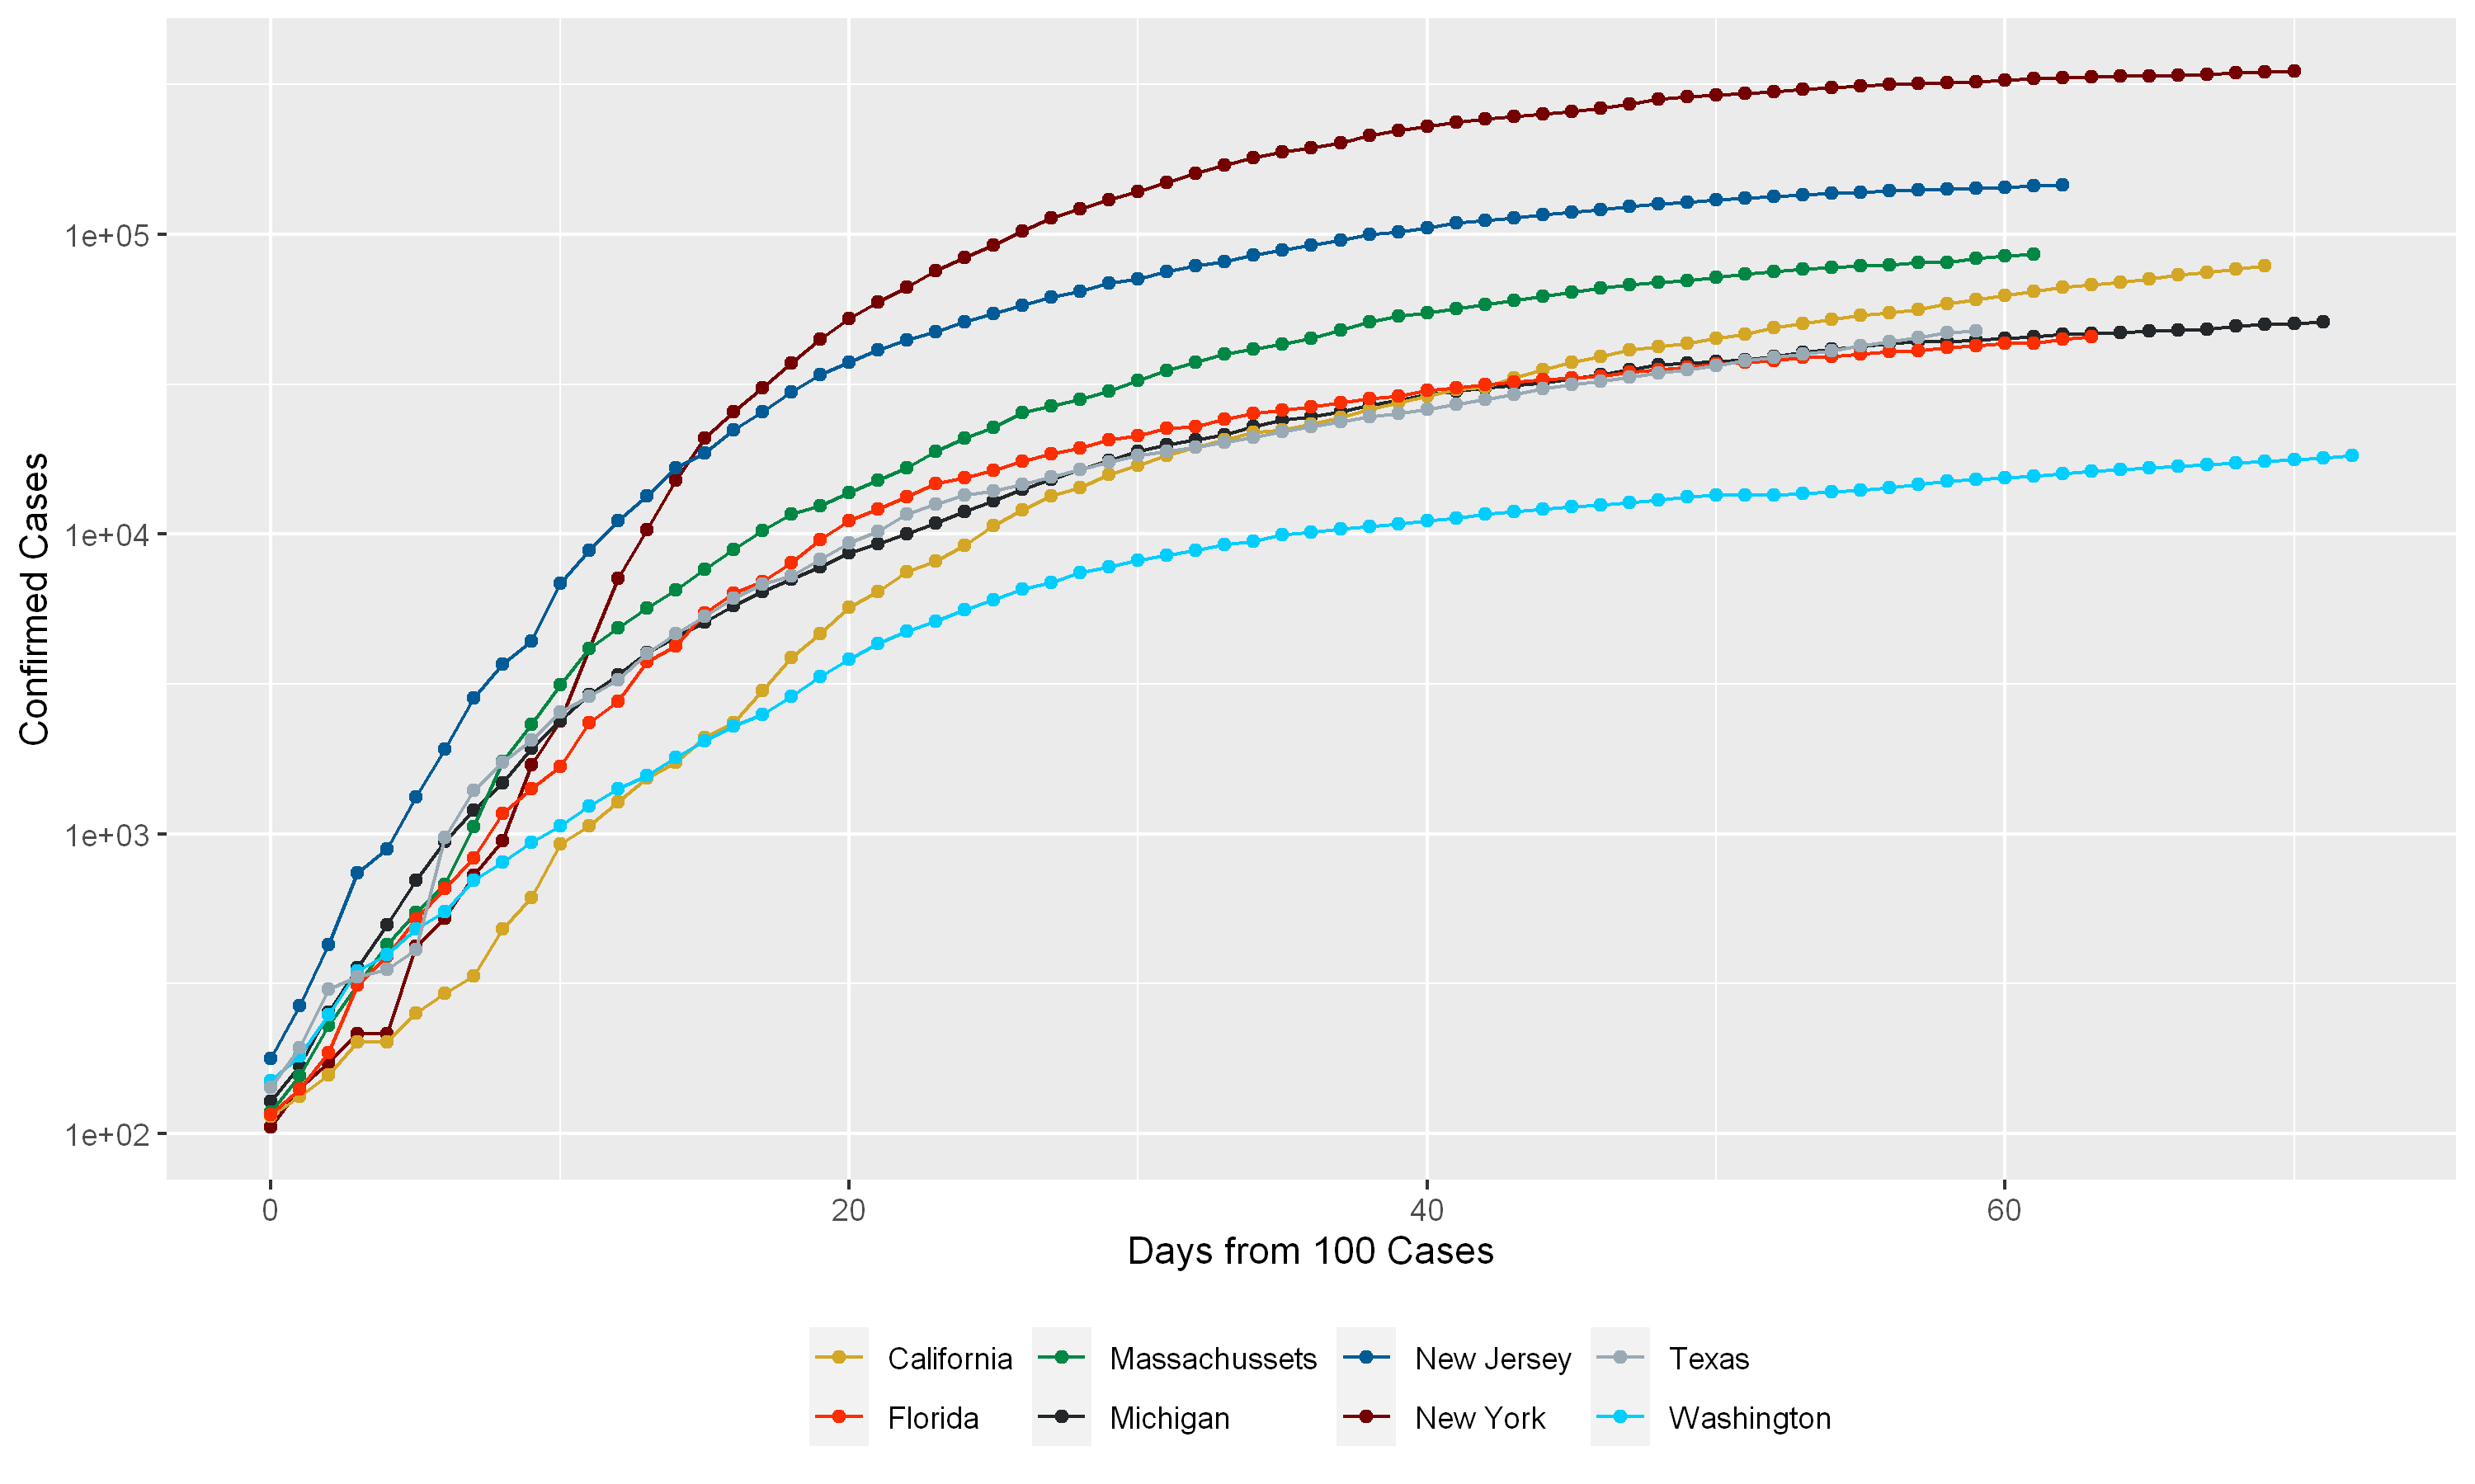 Confirmed Cases
1e+05
1e+04
1e+03
1e+02
0 20 40 60
Days from 100 Cases
California Massachussets New Jersey Texas
Florida Michigan New York Washington